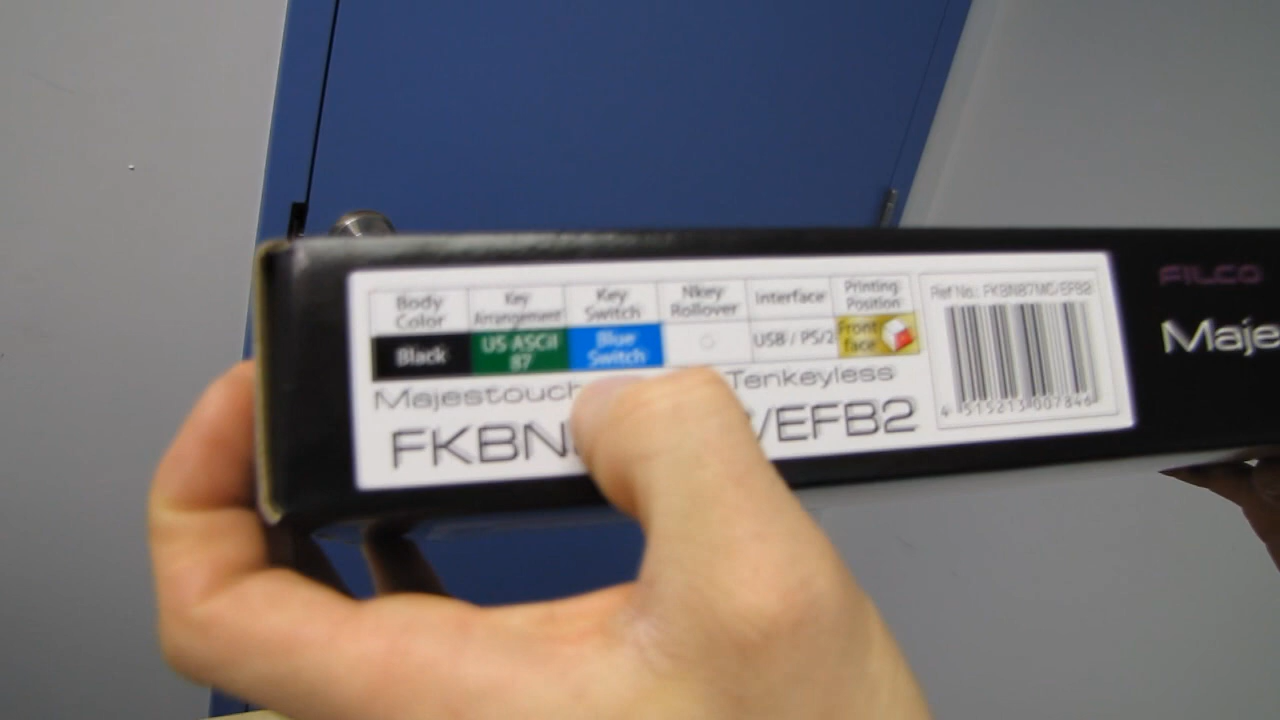 Body Color
Key Arrangement
Key Switch
Nkey Rollover
Interface
Printing Position
Black
US ASCII 87
Blue Switch
USB / PS/2
Front face
Majestouch
Tenkeyless
FKBN
/EFB2
Ref No.: FKBN87MC/EFB2
4 515213 007846
FILCO
Maje